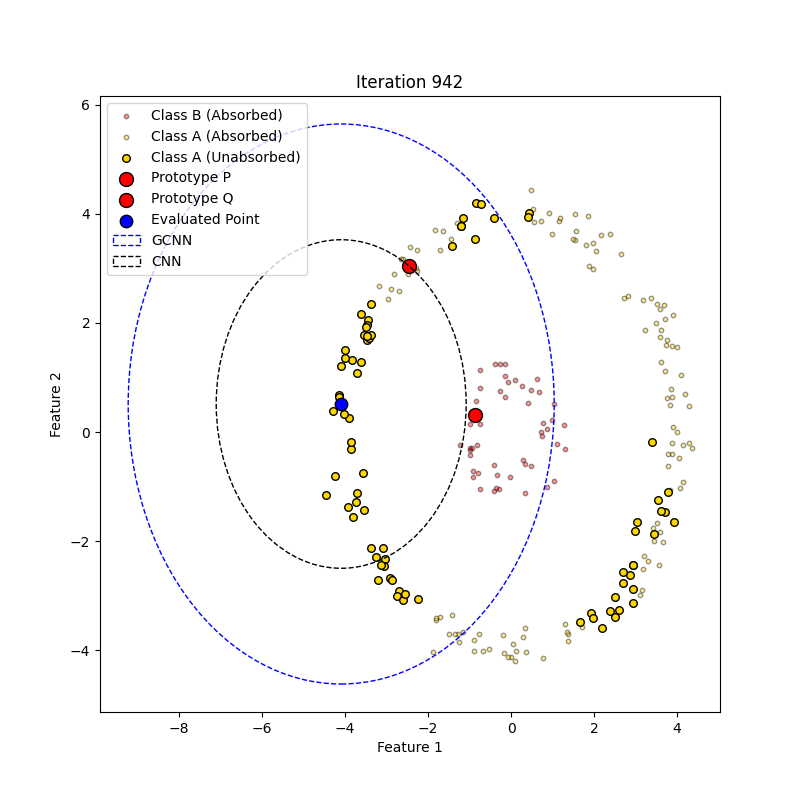 Iteration 942
Class B (Absorbed)
Class A (Absorbed)
Class A (Unabsorbed)
Prototype P
Prototype Q
Evaluated Point
GCNN
CNN
6
4
2
0
−2
−4
Feature 2
−8
−6
−4
−2
0
2
4
Feature 1